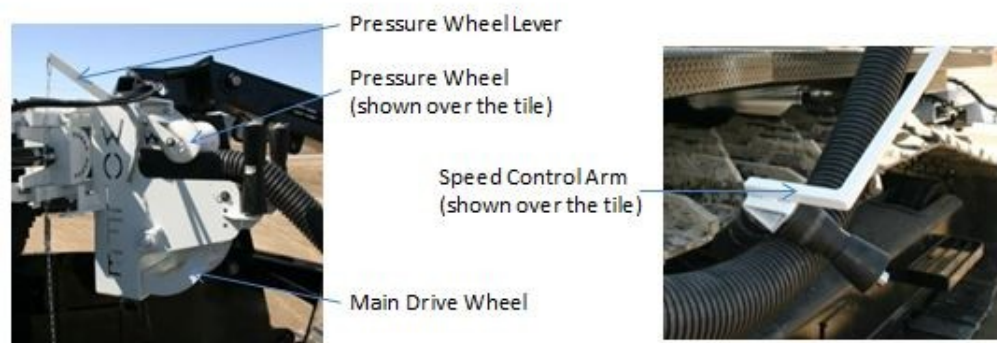 Pressure Wheel Lever
Pressure Wheel
(shown over the tile)
Speed Control Arm
(shown over the tile)
Main Drive Wheel